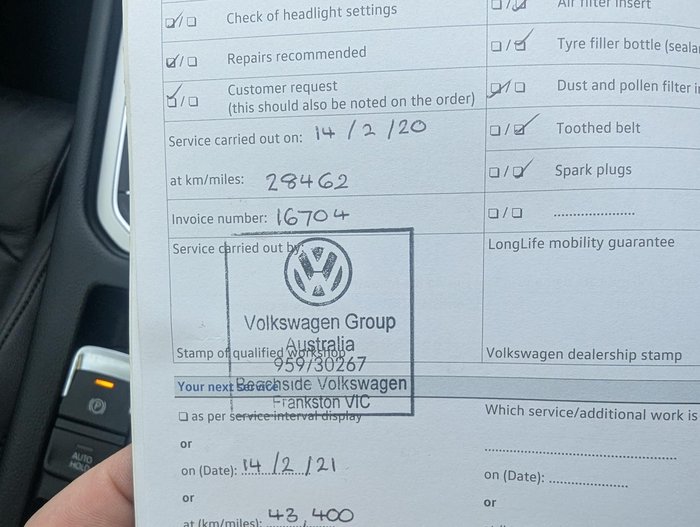 Check of headlight settings
Repairs recommended
Customer request
(this should also be noted on the order)
Service carried out on: 14 / 2 / 20
at km/miles: 28462
Invoice number: 16704
Service carried out by:
Volkswagen Group
Australia
959/30267
Beachside Volkswagen
Frankston VIC
Stamp of qualified workshop
Your next service
as per service interval display
or
on (Date): 14 / 2 / 21
or
at (km/miles): 43,400
Air filter insert
Tyre filler bottle
Dust and pollen filter
Toothed belt
Spark plugs
LongLife mobility guarantee
Volkswagen dealership stamp
Which service/additional work is
on (Date):
or
P
AUTO
HOLD